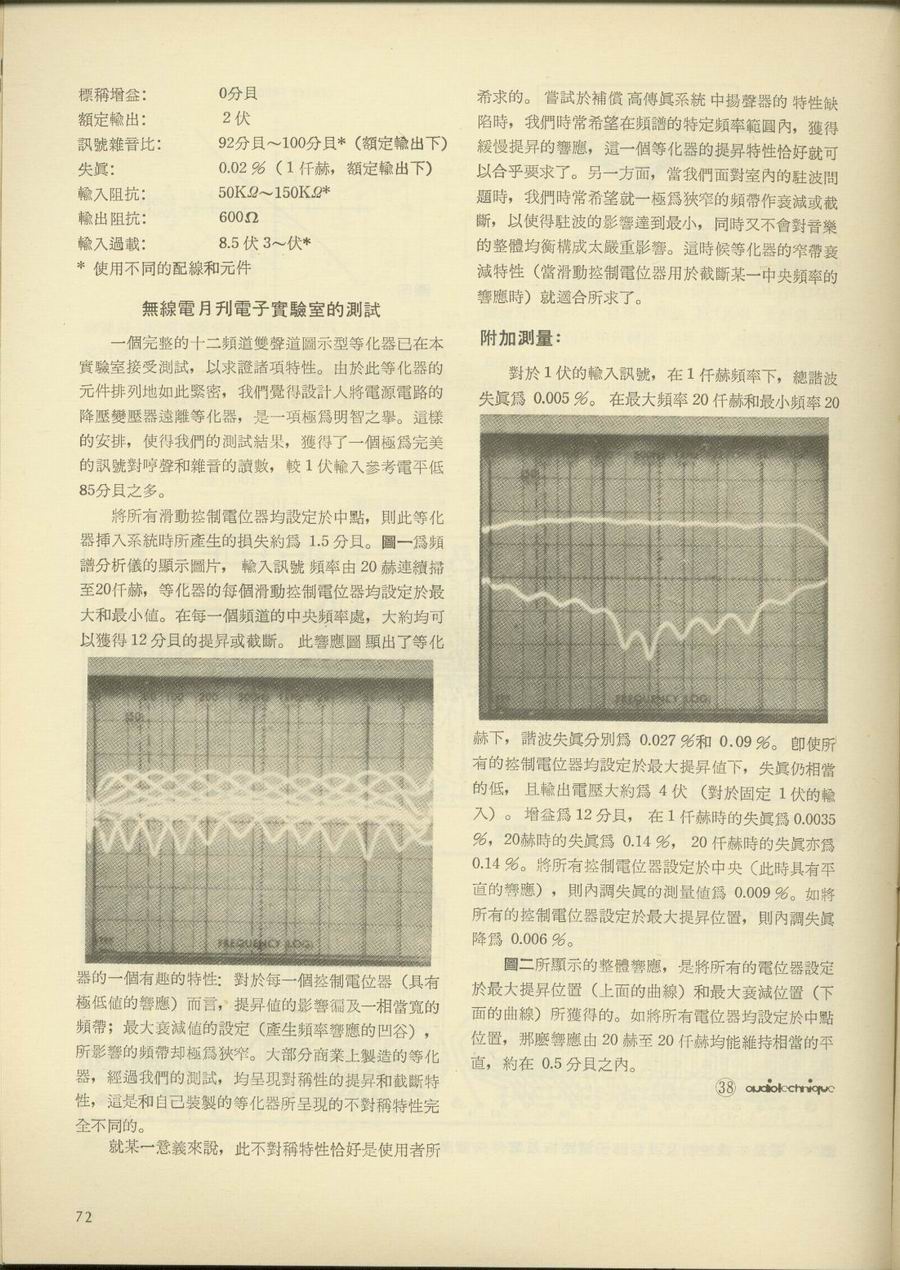 標稱增益： 0分貝
額定輸出： 2 伏
訊號雜音比： 92分貝～100分貝*（額定輸出下）
失眞： 0.02 %（1 仟赫，額定輸出下）
輸入阻抗： 50KΩ～150KΩ*
輸出阻抗： 600Ω
輸入過載： 8.5 伏 3～伏*
* 使用不同的配線和元件
無線電月刋電子實驗室的測試
一個完整的十二頻道雙聲道圖示型等化器已在本
實驗室接受測試，以求證諸項特性。由於此等化器的
元件排列地如此緊密，我們覺得設計人將電源電路的
降壓變壓器遠離等化器，是一項極爲明智之擧。這樣
的安排，使得我們的測試結果，獲得了一個極爲完美
的訊號對哼聲和雜音的讀數，較 1 伏輸入參考電平低
85分貝之多。
將所有滑動控制電位器均設定於中點，則此等化
器揷入系統時所產生的損失約爲 1.5 分貝。圖一爲頻
譜分析儀的顯示圖片， 輸入訊號 頻率由 20 赫連續掃
至20仟赫，等化器的每個滑動控制電位器均設定於最
大和最小値。在每一個頻道的中央頻率處，大約均可
以獲得 12 分貝的提昇或截斷。 此響應圖 顯出了等化
200 500Hz
FREQUENCY (LOG)
器的一個有趣的特性： 對於每一個控制電位器（具有
極低値的響應）而言，提昇値的影響徧及一相當寬的
頻帶；最大衰減値的設定（產生頻率響應的凹谷），
所影響的頻帶却極爲狹窄。大部分商業上製造的等化
器，經過我們的測試，均呈現對稱性的提昇和截斷特
性，這是和自己裝製的等化器所呈現的不對稱特性完
全不同的。
就某一意義來說，此不對稱特性恰好是使用者所
希求的。 嘗試於補償 高傳眞系統 中揚聲器的 特性缺
陷時，我們時常希望在頻譜的特定頻率範圍內，獲得
緩慢提昇的響應，這一個等化器的提昇特性恰好就可
以合乎要求了。另一方面，當我們面對室內的駐波問
題時，我們時常希望就一極爲狹窄的頻帶作衰減或截
斷，以使得駐波的影響達到最小，同時又不會對音樂
的整體均衡構成太嚴重影響。這時候等化器的窄帶衰
減特性（當滑動控制電位器用於截斷某一中央頻率的
響應時）就適合所求了。
附加測量：
對於 1 伏的輸入訊號，在 1 仟赫頻率下，總諧波
失眞爲 0.005 %。 在最大頻率 20 仟赫和最小頻率 20
FREQUENCY (LOG)
赫下，諧波失眞分別爲 0.027 %和 0.09 %。 卽使所
有的控制電位器均設定於最大提昇値下，失眞仍相當
的低， 且輸出電壓大約爲 4 伏 （對於固定 1 伏的輸
入）。 增益爲 12 分貝， 在 1 仟赫時的失眞爲 0.0035
%，20赫時的失眞爲 0.14 %， 20 仟赫時的失眞亦爲
0.14 %。將所有控制電位器設定於中央（此時具有平
直的響應），則內調失眞的測量値爲 0.009 %。如將
所有的控制電位器設定於最大提昇位置，則內調失眞
降爲 0.006 %。
圖二所顯示的整體響應，是將所有的電位器設定
於最大提昇位置（上面的曲線）和最大衰減位置（下
面的曲線）所獲得的。如將所有電位器均設定於中點
位置，那麼響應由 20 赫至 20 仟赫均能維持相當的平
直，約在 0.5 分貝之內。
㊳ audiotechnique
72